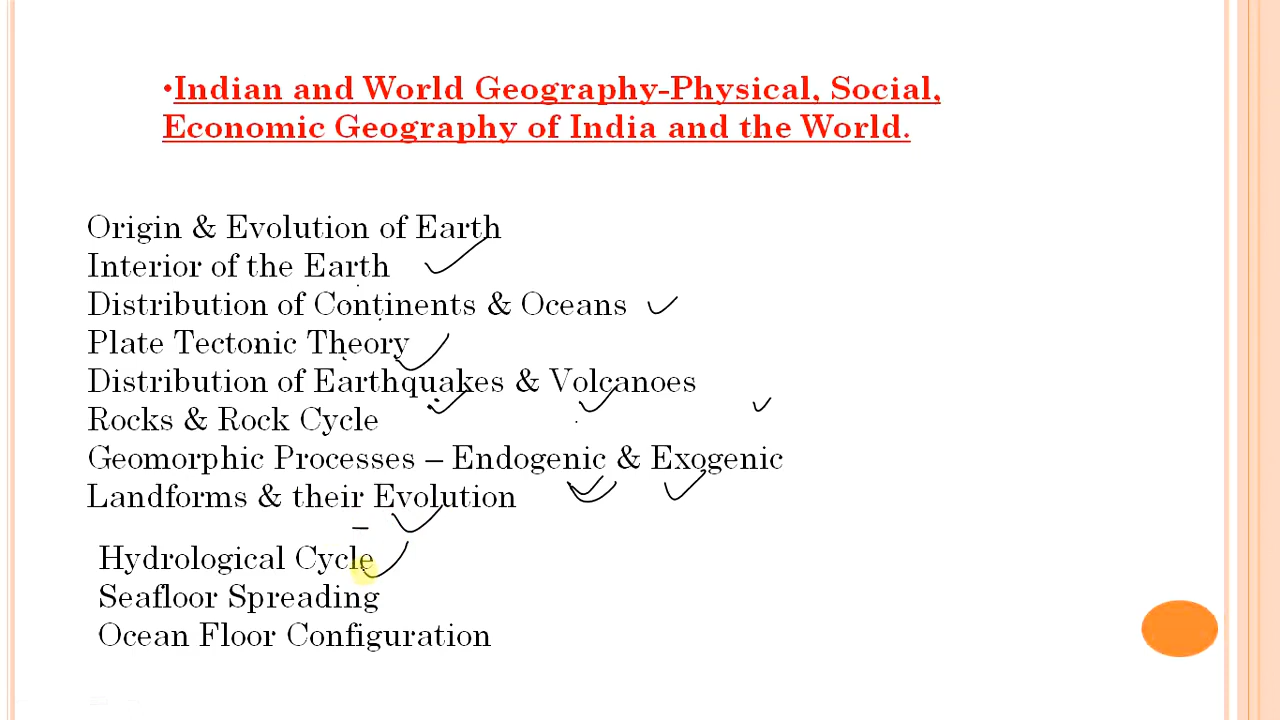 •Indian and World Geography-Physical, Social,
Economic Geography of India and the World.
Origin & Evolution of Earth
Interior of the Earth
Distribution of Continents & Oceans
Plate Tectonic Theory
Distribution of Earthquakes & Volcanoes
Rocks & Rock Cycle
Geomorphic Processes – Endogenic & Exogenic
Landforms & their Evolution
Hydrological Cycle
Seafloor Spreading
Ocean Floor Configuration